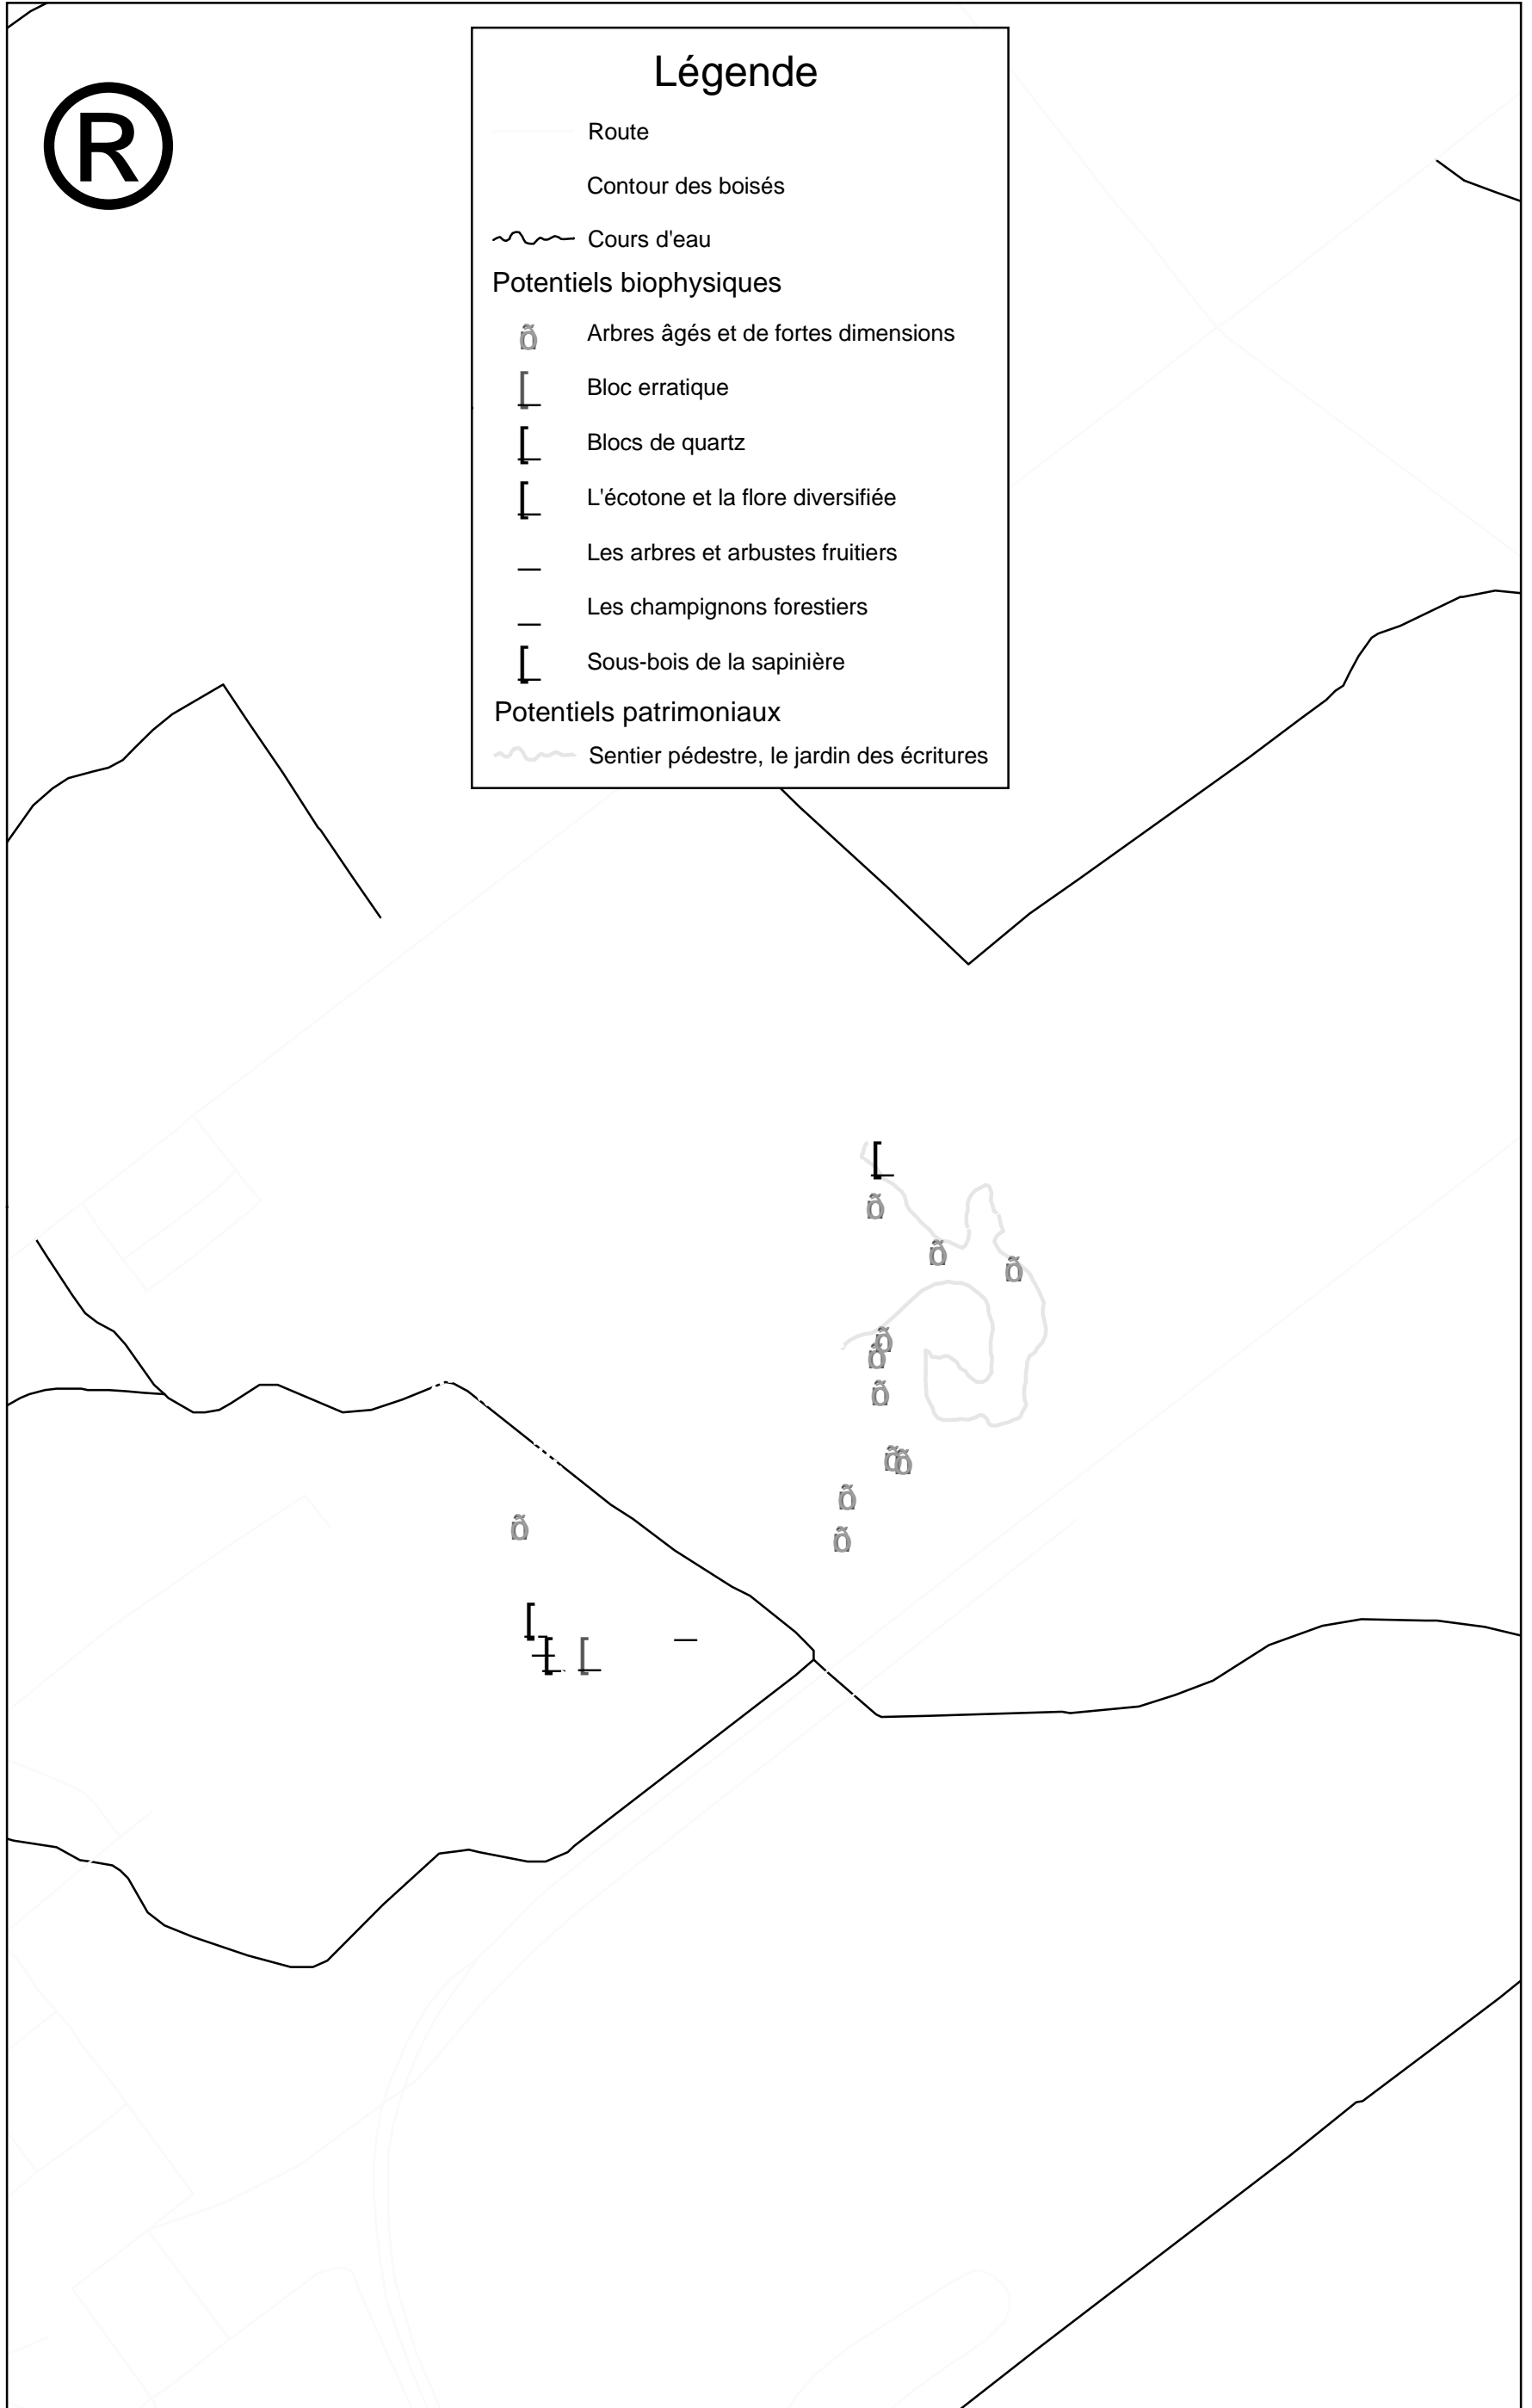 Légende
®
Route
Contour des boisés
Cours d'eau
Potentiels biophysiques
õ Arbres âgés et de fortes dimensions
[_ Bloc erratique
[_ Blocs de quartz
[_ L'écotone et la flore diversifiée
_ Les arbres et arbustes fruitiers
_ Les champignons forestiers
[_ Sous-bois de la sapinière
Potentiels patrimoniaux
Sentier pédestre, le jardin des écritures